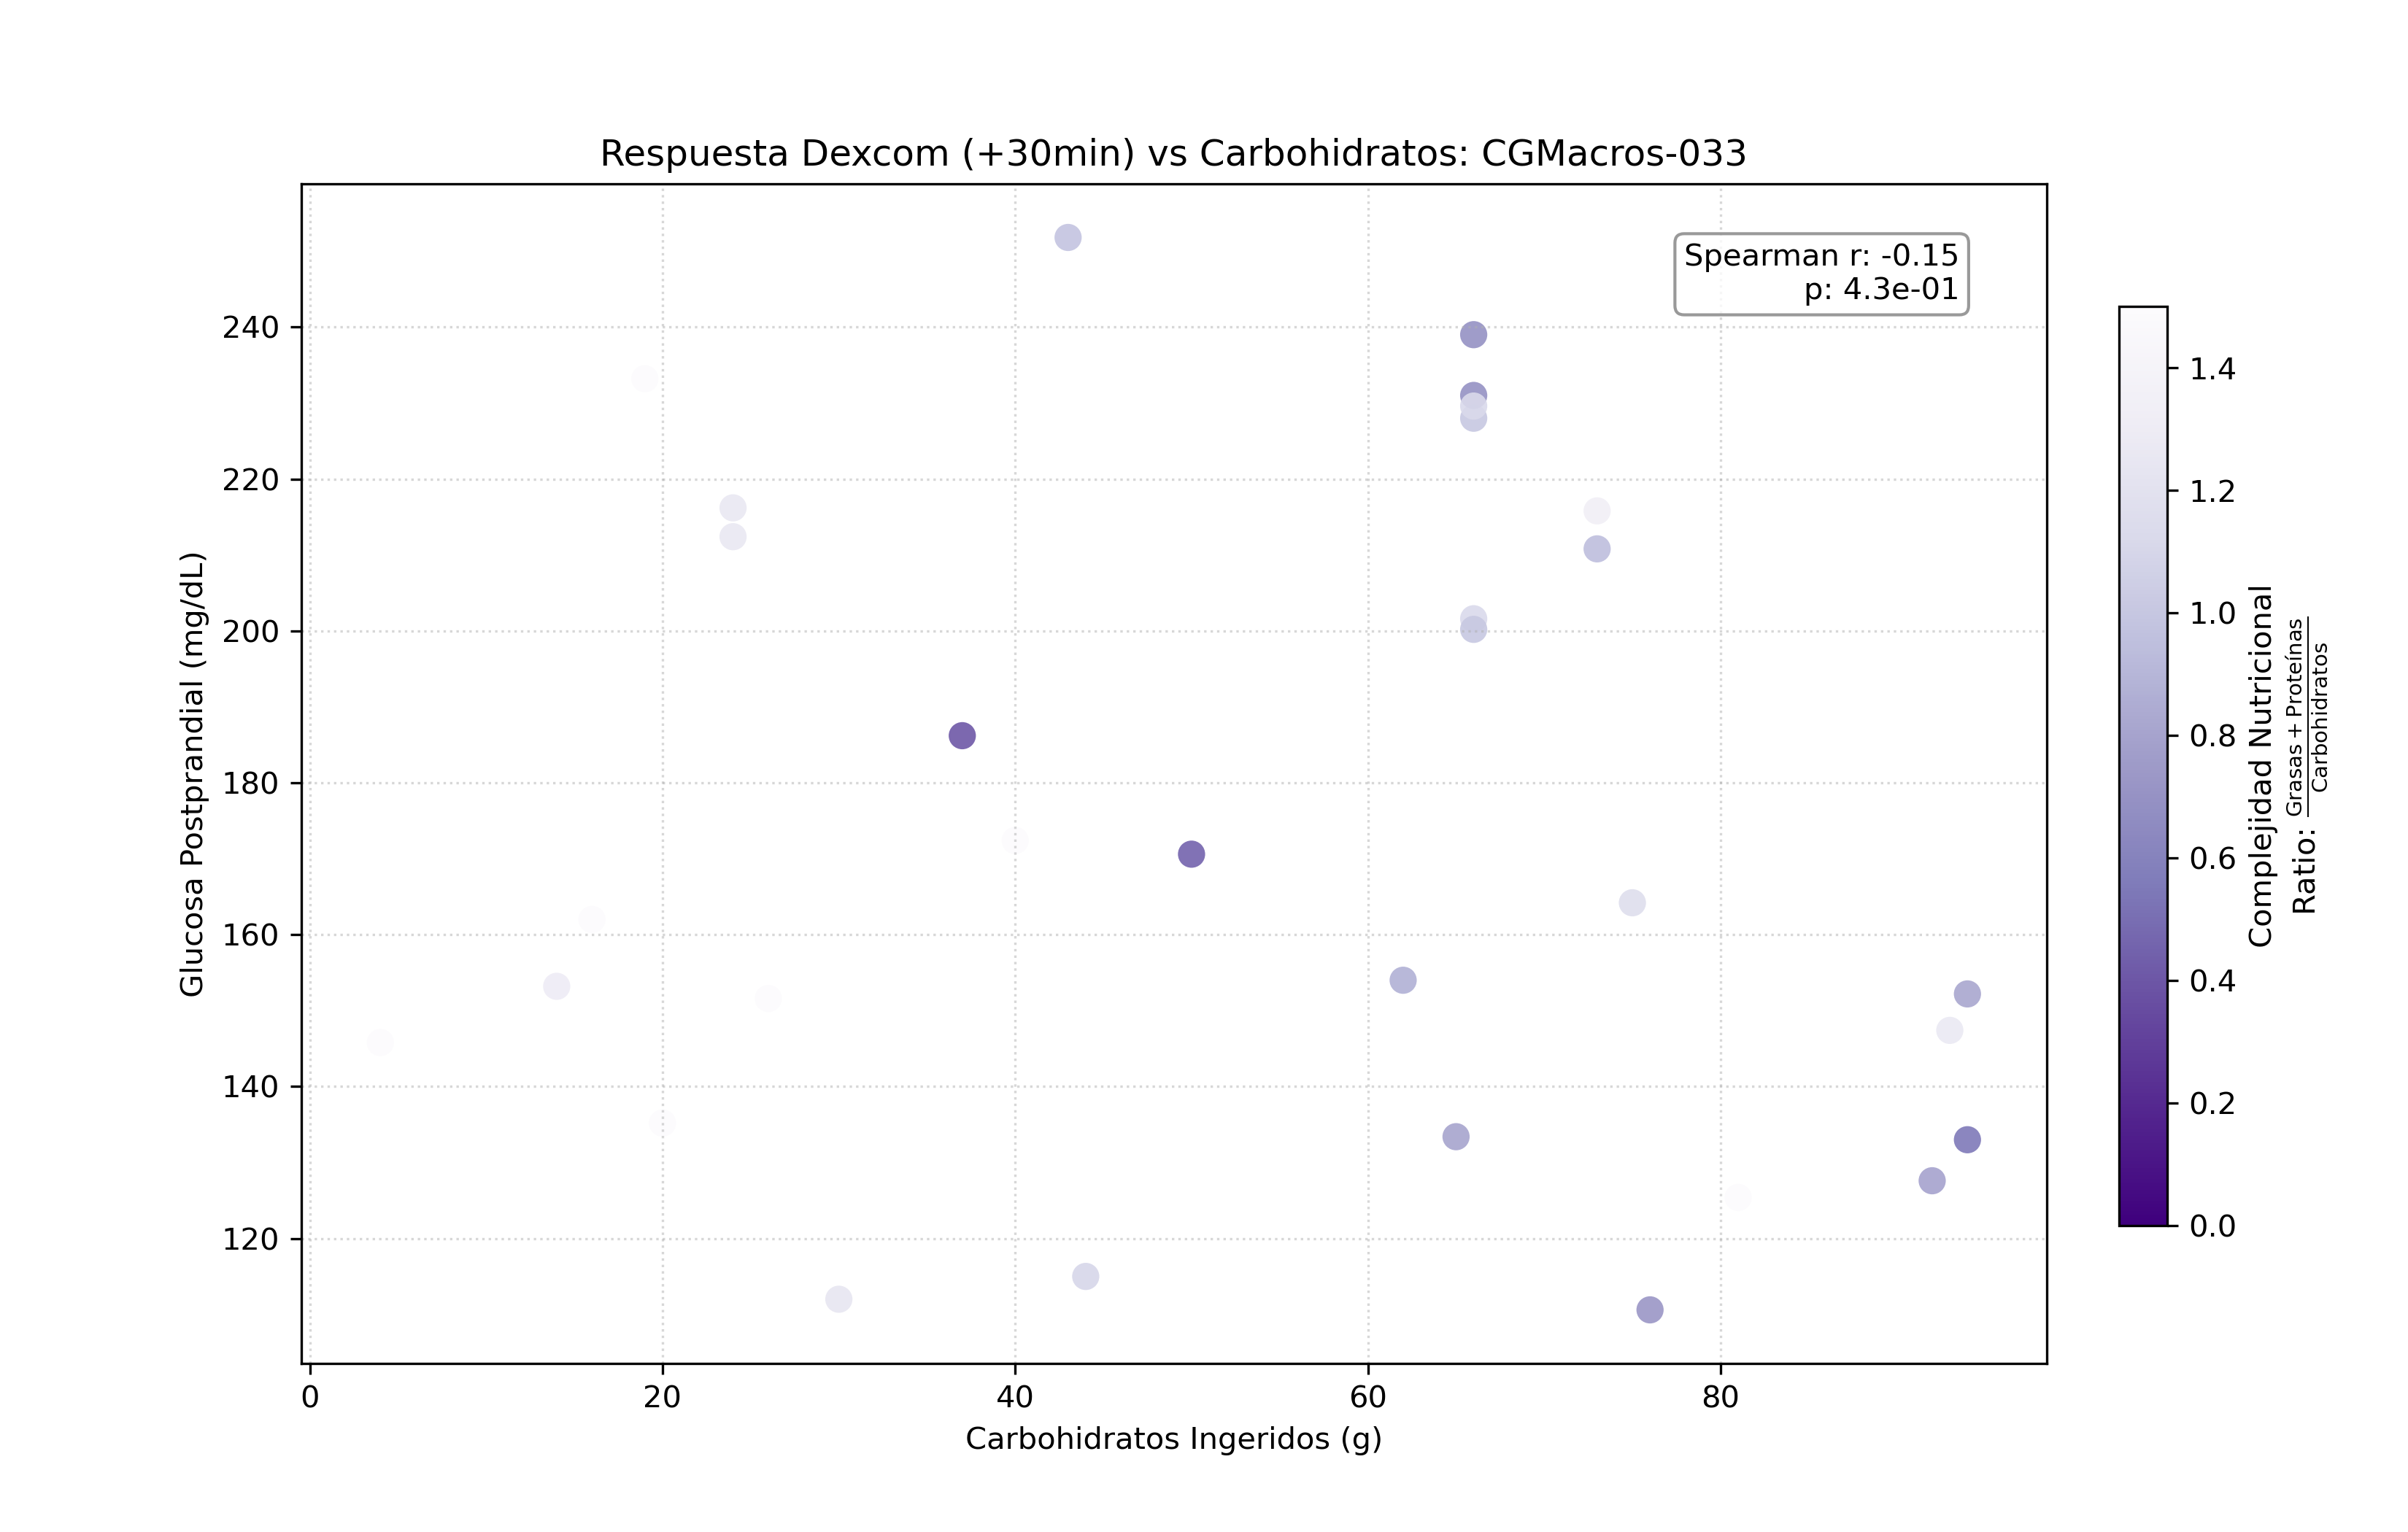 Respuesta Dexcom (+30min) vs Carbohidratos: CGMacros-033
Spearman r: -0.15
p: 4.3e-01
Glucosa Postprandial (mg/dL)
240
220
200
180
160
140
120
0
20
40
60
80
Carbohidratos Ingeridos (g)
1.4
1.2
1.0
0.8
0.6
0.4
0.2
0.0
Complejidad Nutricional
Ratio: Grasas + Proteínas
Carbohidratos